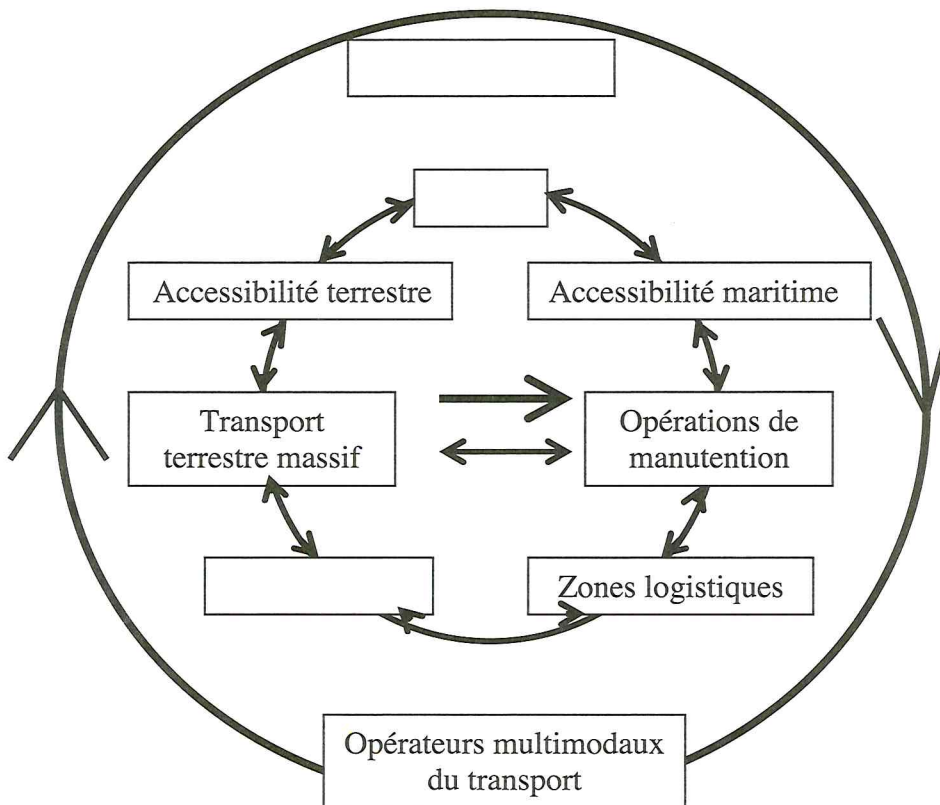 Accessibilité terrestre
Accessibilité maritime
Transport
terrestre massif
Opérations de
manutention
Zones logistiques
Opérateurs multimodaux
du transport